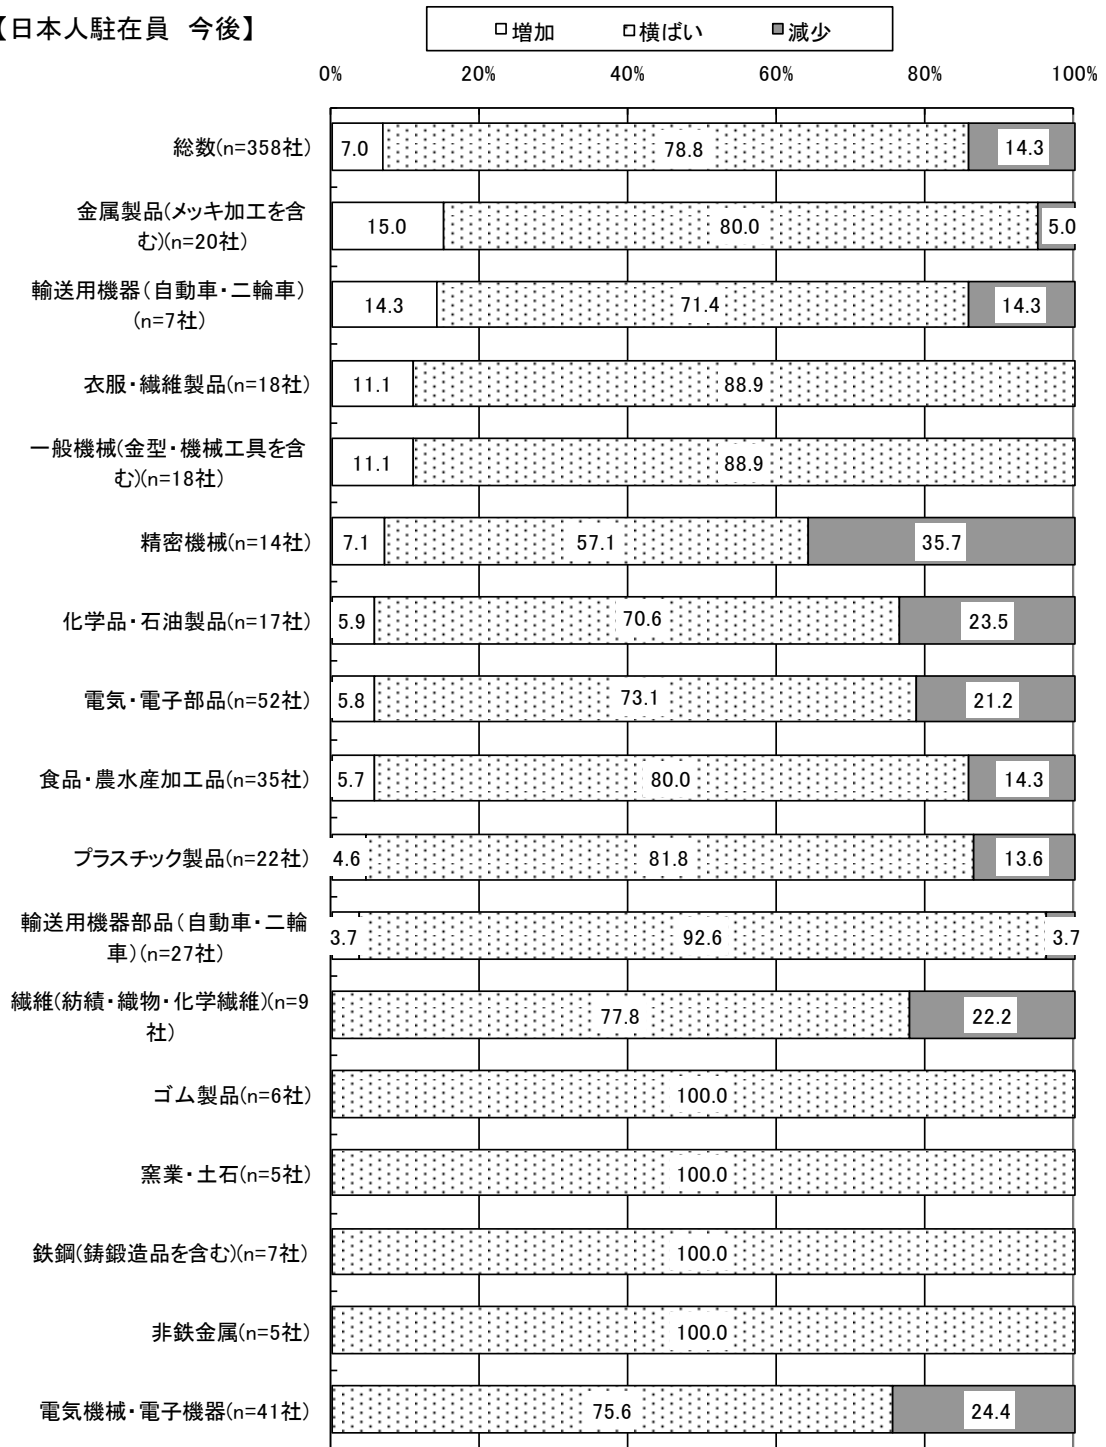 【日本人駐在員 今後】
増加 横ばい 減少
0% 20% 40% 60% 80% 100%
総数(n=358社) 7.0 78.8 14.3
金属製品(メッキ加工を含
む)(n=20社) 15.0 80.0 5.0
輸送用機器(自動車・二輪車)
(n=7社) 14.3 71.4 14.3
衣服・繊維製品(n=18社) 11.1 88.9
一般機械(金型・機械工具を含
む)(n=18社) 11.1 88.9
精密機械(n=14社) 7.1 57.1 35.7
化学品・石油製品(n=17社) 5.9 70.6 23.5
電気・電子部品(n=52社) 5.8 73.1 21.2
食品・農水産加工品(n=35社) 5.7 80.0 14.3
プラスチック製品(n=22社) 4.6 81.8 13.6
輸送用機器部品(自動車・二輪
車)(n=27社) 3.7 92.6 3.7
繊維(紡績・織物・化学繊維)(n=9
社) 77.8 22.2
ゴム製品(n=6社) 100.0
窯業・土石(n=5社) 100.0
鉄鋼(鋳鍛造品を含む)(n=7社) 100.0
非鉄金属(n=5社) 100.0
電気機械・電子機器(n=41社) 75.6 24.4